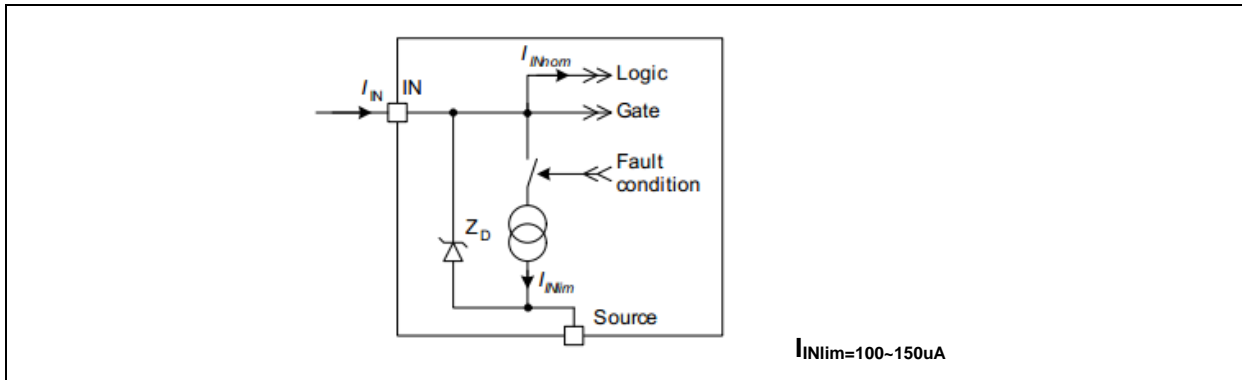 I_INnom
Logic
I_IN
IN
Gate
Fault
condition
Z_D
I_INlim
Source
I_INlim=100~150uA